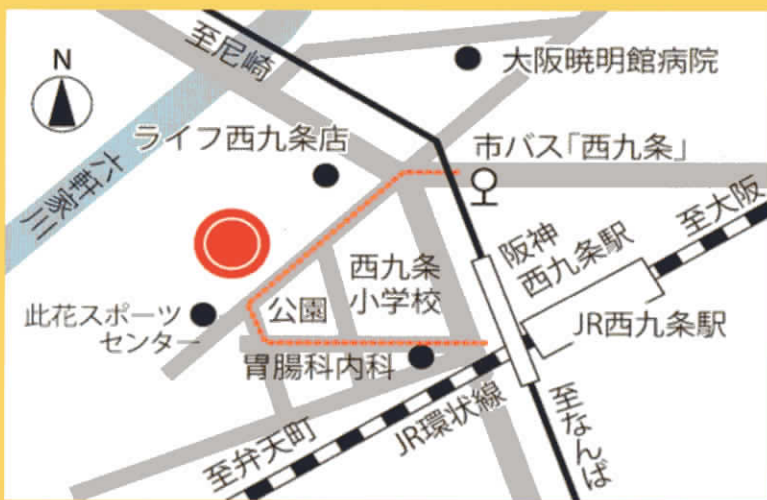 N
至尼崎
大阪暁明館病院
ライフ西九条店
市バス「西九条」
六軒家川
至大阪
阪神
西九条駅
西九条
小学校
此花スポーツ
センター
公園
JR西九条駅
胃腸科内科
JR環状線
至弁天町
至なんば